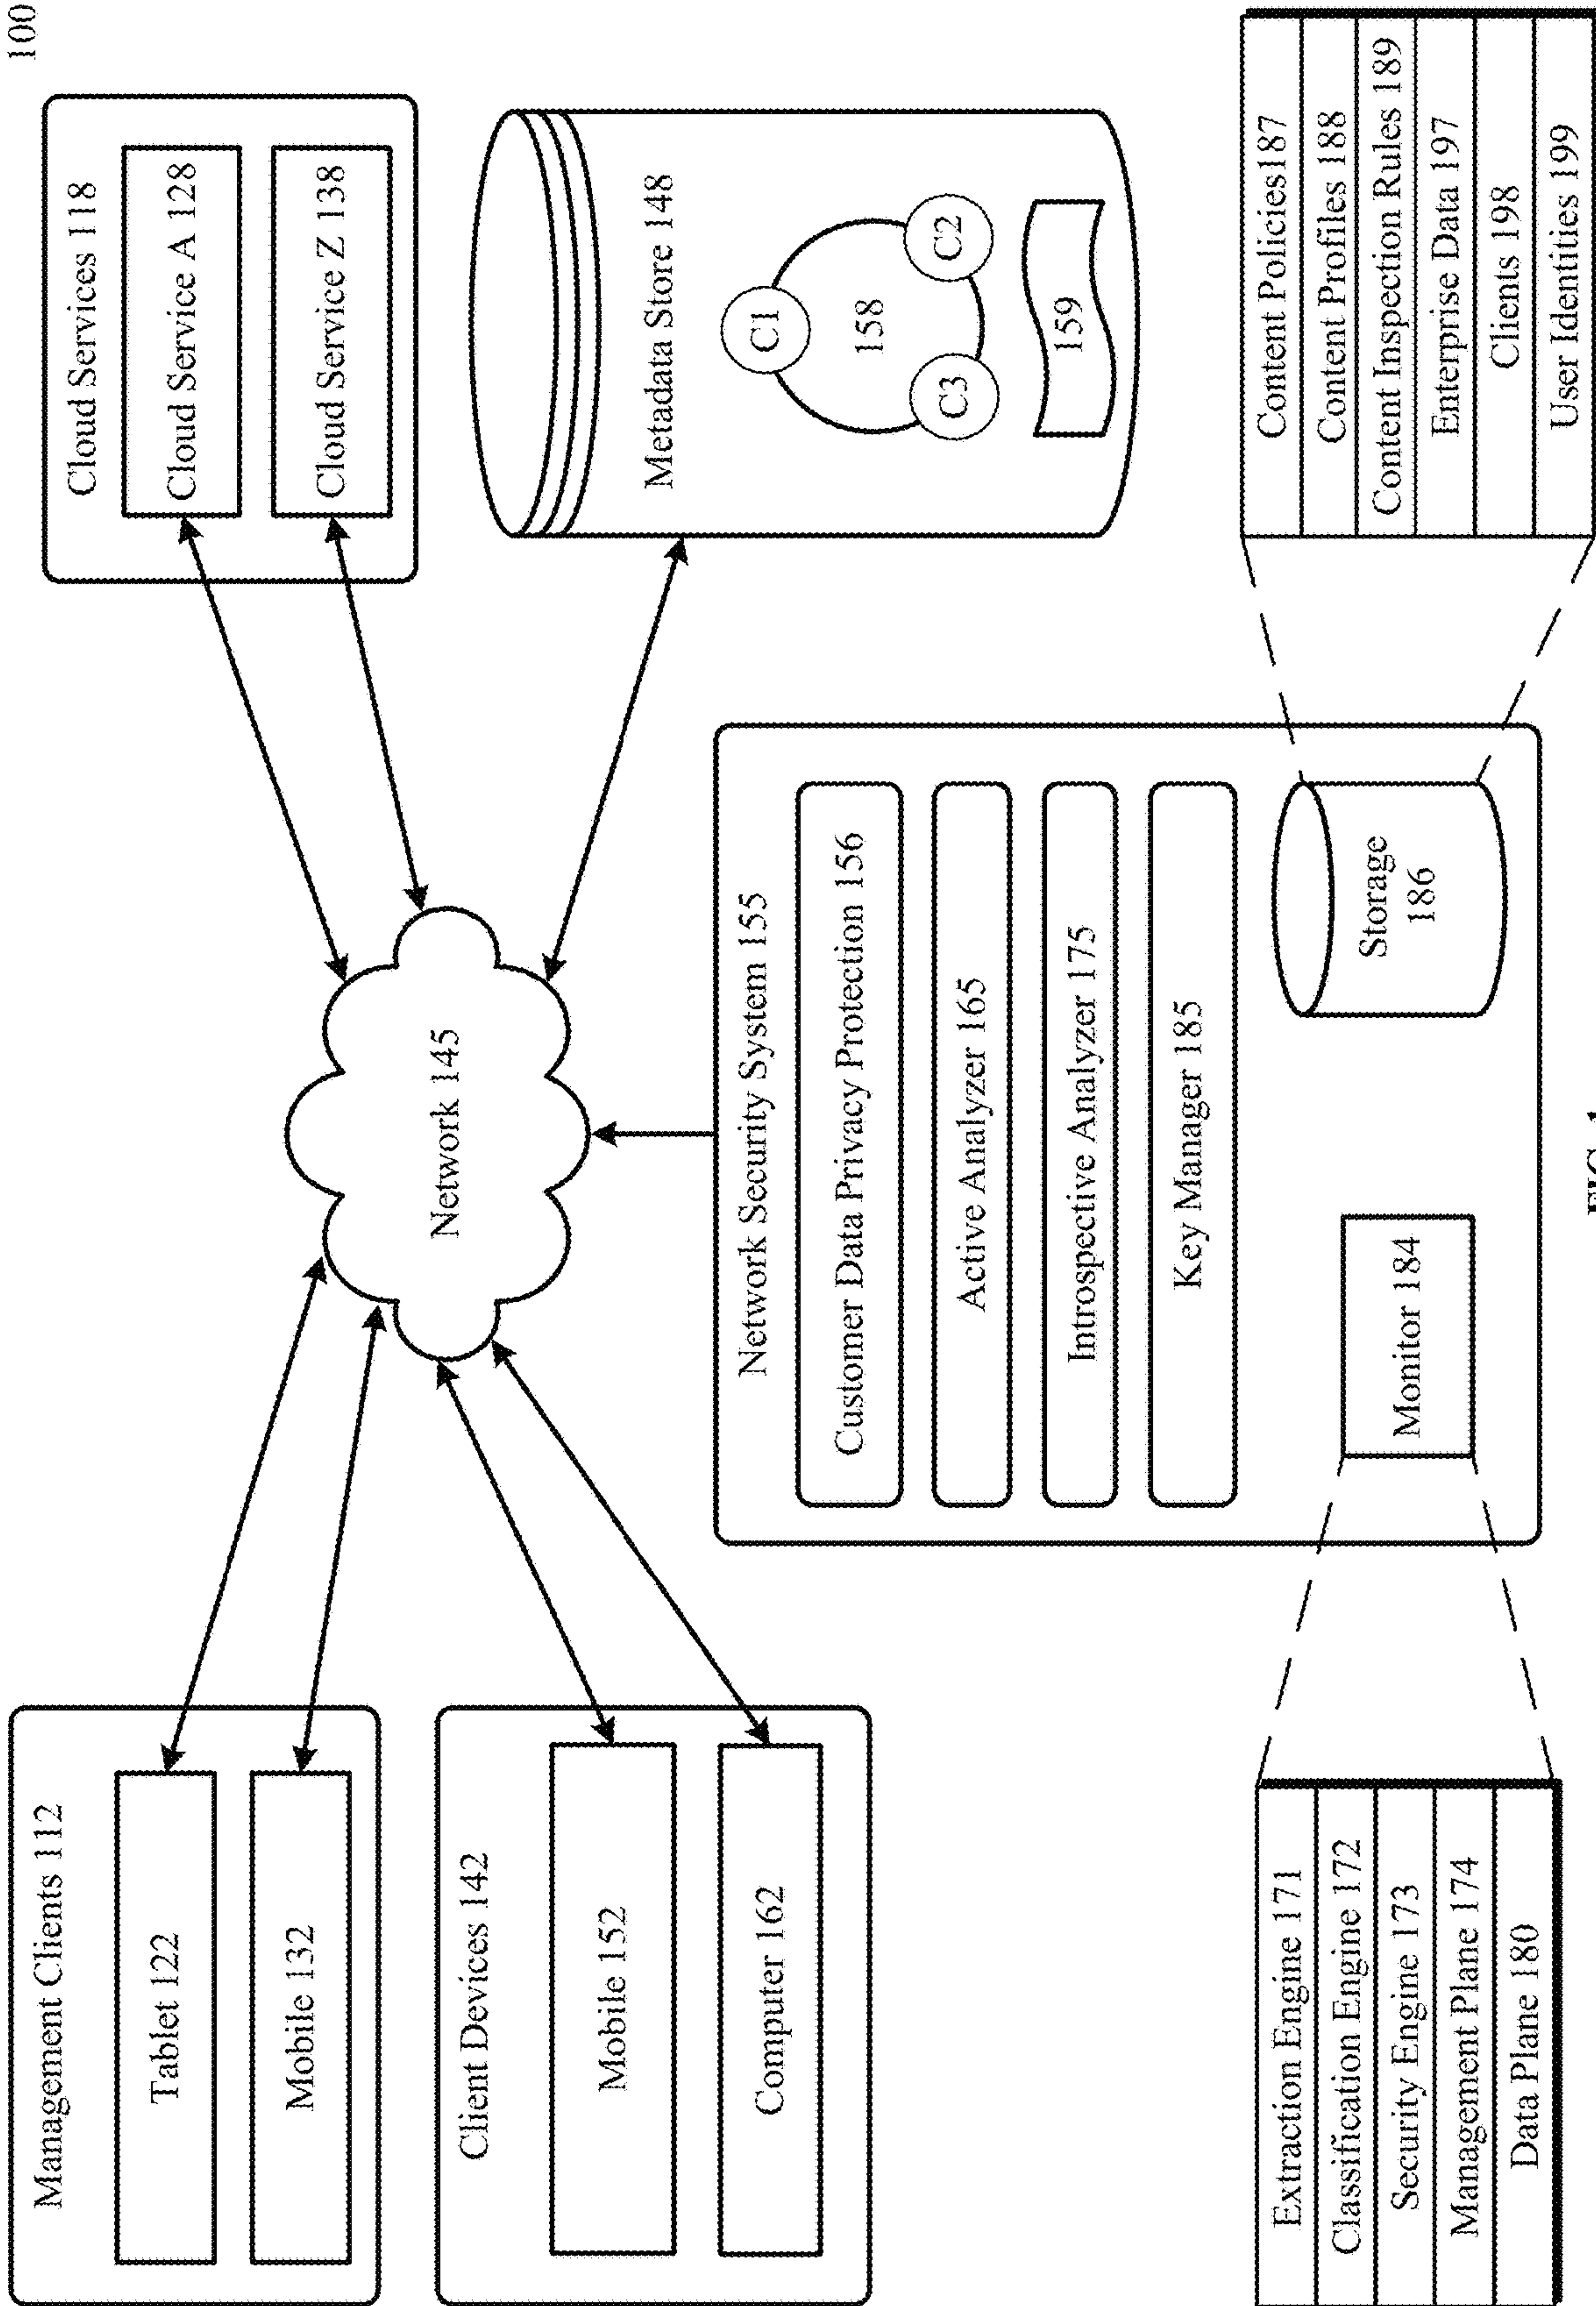 100
Management Clients 112
Tablet 122
Mobile 132
Client Devices 142
Mobile 152
Computer 162
Network 145
Cloud Services 118
Cloud Service A 128
Cloud Service Z 138
Metadata Store 148
C1
158
C3
C2
159
Network Security System 155
Customer Data Privacy Protection 156
Active Analyzer 165
Introspective Analyzer 175
Key Manager 185
Monitor 184
Storage
186
Extraction Engine 171
Classification Engine 172
Security Engine 173
Management Plane 174
Data Plane 180
Content Policies187
Content Profiles 188
Content Inspection Rules 189
Enterprise Data 197
Clients 198
User Identities 199